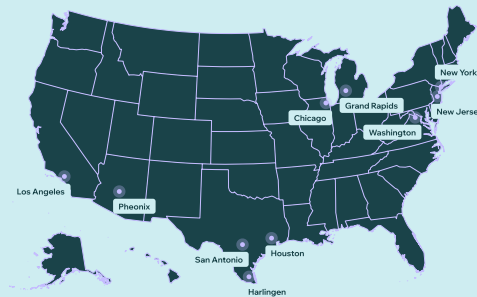 New York
Grand Rapids
New Jerse
Chicago
Washington
Los Angeles
Pheonix
San Antonio
Houston
Harlingen